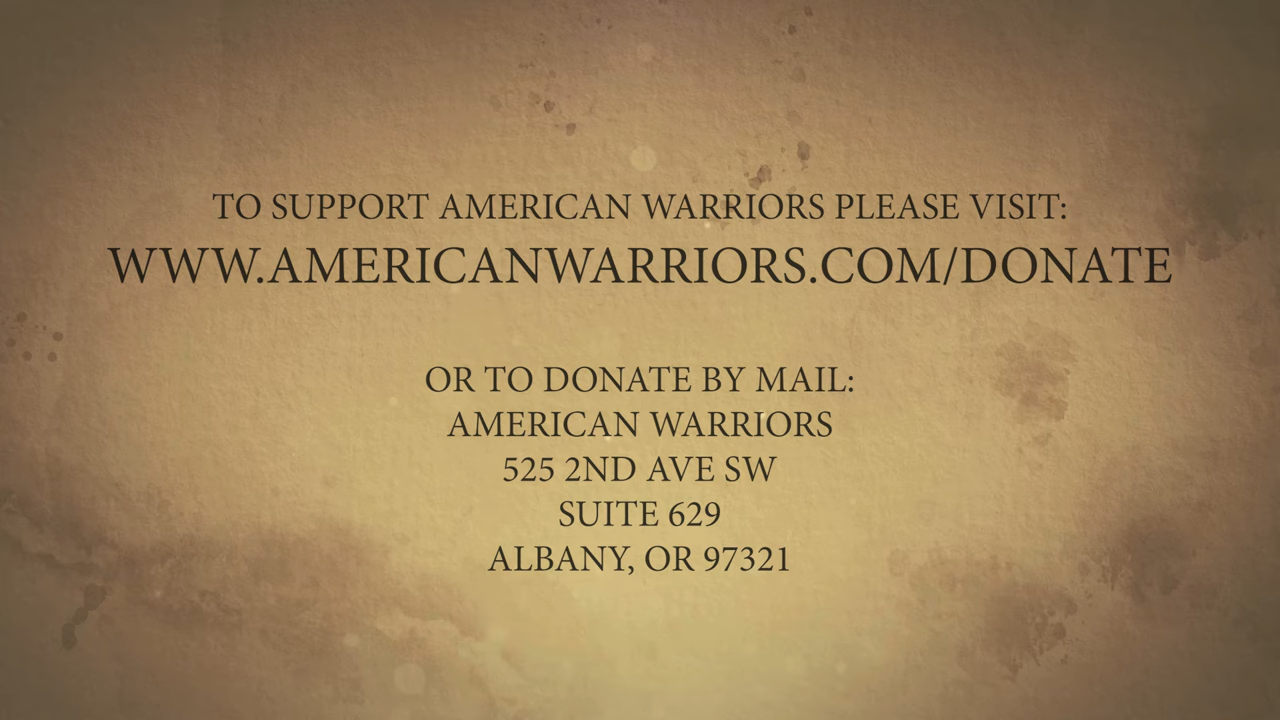 TO SUPPORT AMERICAN WARRIORS PLEASE VISIT:
WWW.AMERICANWARRIORS.COM/DONATE
OR TO DONATE BY MAIL:
AMERICAN WARRIORS
525 2ND AVE SW
SUITE 629
ALBANY, OR 97321